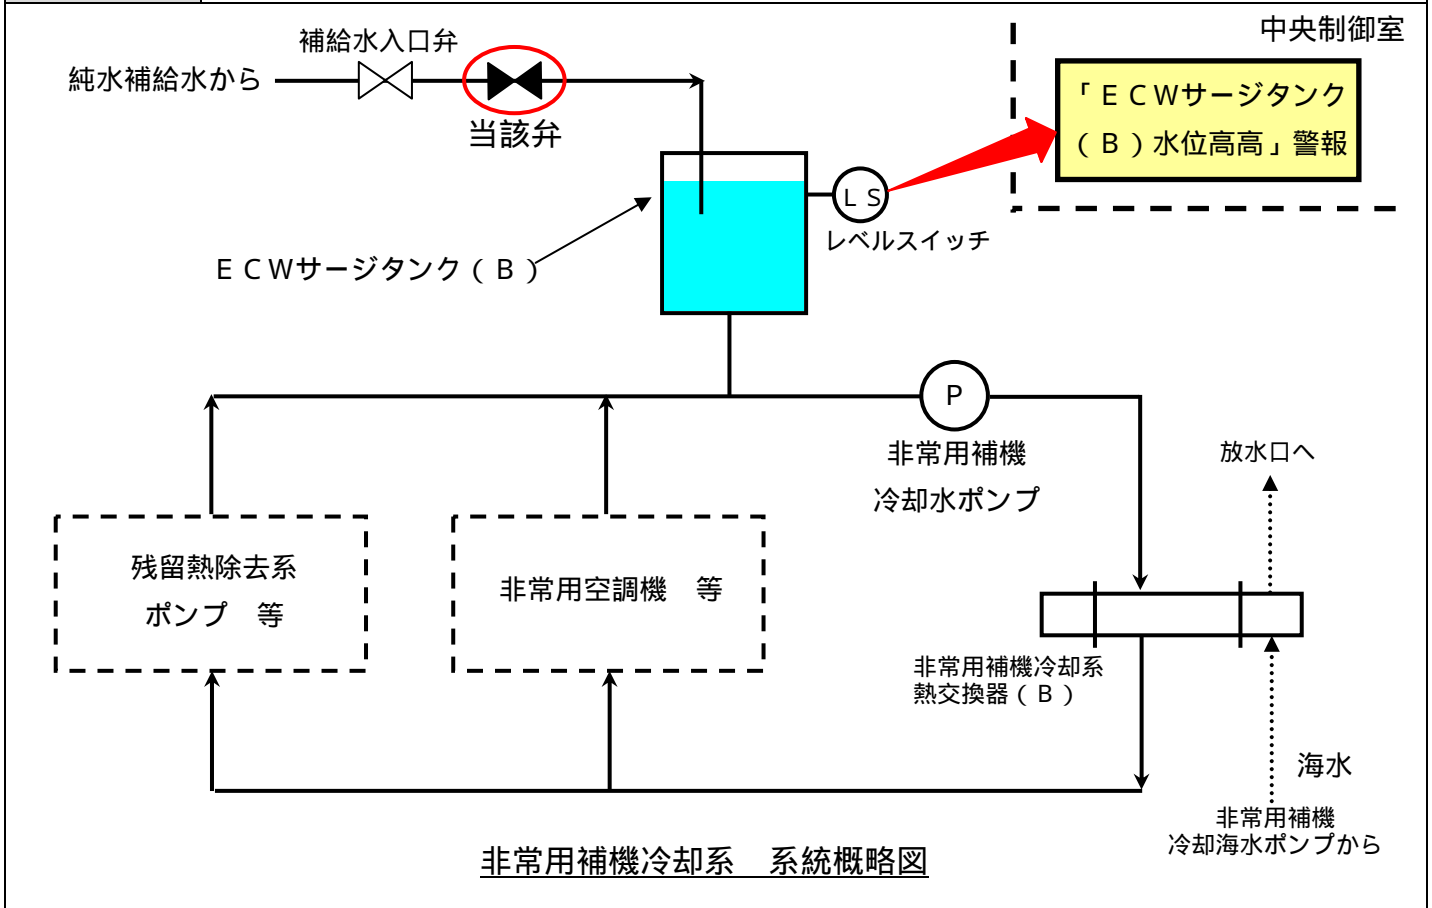 中央制御室
補給水入口弁
純水補給水から
当該弁
「ＥＣＷサージタンク
（Ｂ）水位高高」警報
ＬＳ
レベルスイッチ
ＥＣＷサージタンク（Ｂ）
Ｐ
非常用補機
冷却水ポンプ
放水口へ
残留熱除去系
ポンプ　等
非常用空調機　等
非常用補機冷却系
熱交換器（Ｂ）
海水
非常用補機
冷却海水ポンプから
非常用補機冷却系　系統概略図